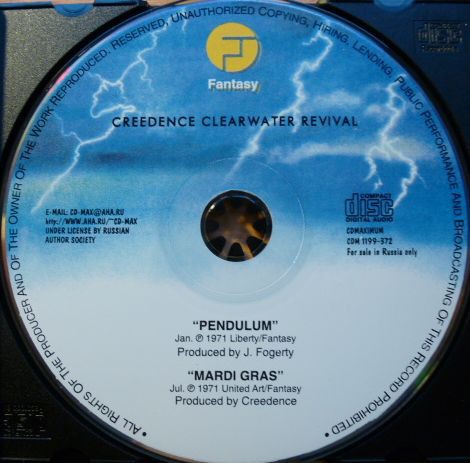 • ALL RIGHTS OF THE PRODUCER AND OF THE OWNER OF THE WORK REPRODUCED, RESERVED, UNAUTHORIZED COPYING, HIRING, LENDING, PUBLIC PERFORMANCE AND BROADCASTING OF THIS RECORD PROHIBITED •
Fantasy
CREEDENCE CLEARWATER REVIVAL
E-MAIL: CD-MAX@AHA.RU
http://WWW.AHA.RU/~CD-MAX
UNDER LICENSE BY RUSSIAN
AUTHOR SOCIETY
COMPACT
disc
DIGITAL AUDIO
CDMAXIMUM
CDM 1199-372
For sale in Russia only
“PENDULUM”
Jan. ℗ 1971 Liberty/Fantasy
Produced by J. Fogerty
“MARDI GRAS”
Jul. ℗ 1971 United Art/Fantasy
Produced by Creedence